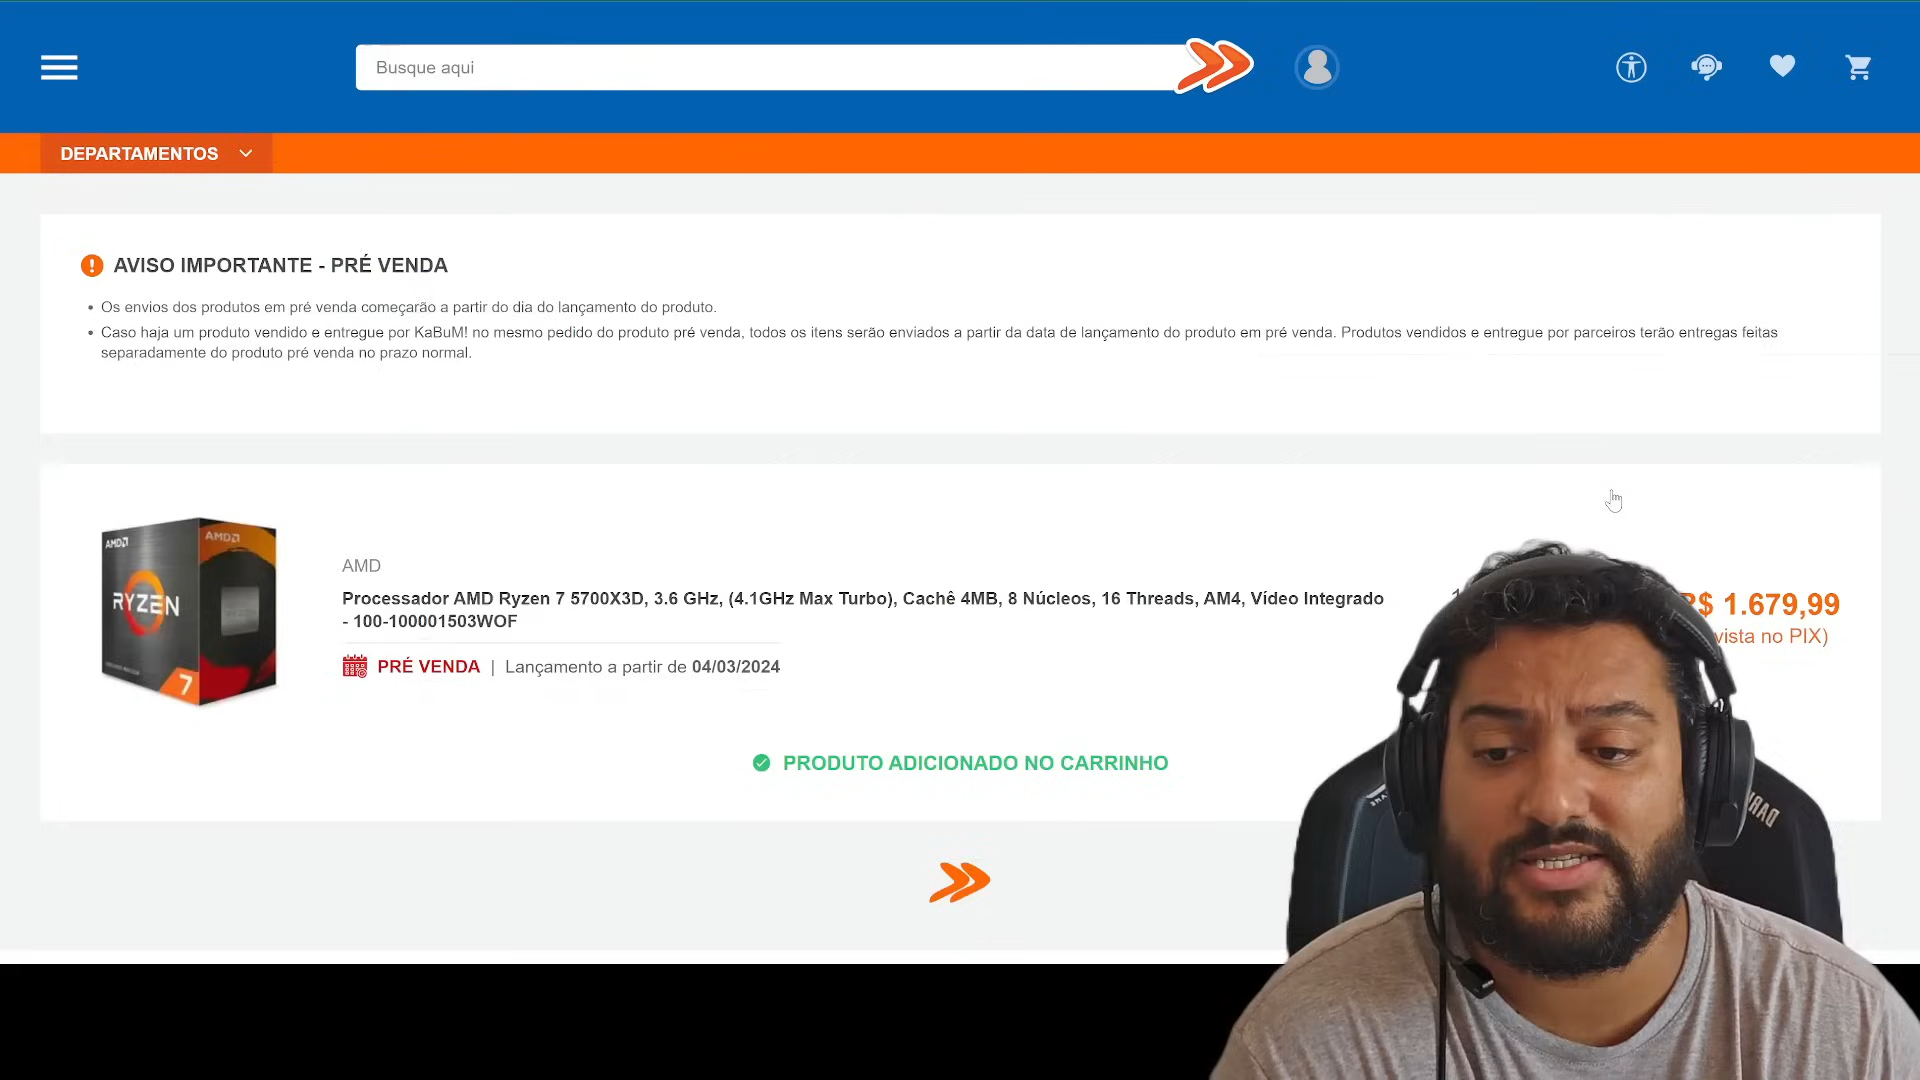 Busque aqui
DEPARTAMENTOS
AVISO IMPORTANTE - PRÉ VENDA
• Os envios dos produtos em pré venda começarão a partir do dia do lançamento do produto.
• Caso haja um produto vendido e entregue por KaBuM! no mesmo pedido do produto pré venda, todos os itens serão enviados a partir da data de lançamento do produto em pré venda. Produtos vendidos e entregue por parceiros terão entregas feitas
separadamente do produto pré venda no prazo normal.
AMD
RYZEN
7
AMD
AMD
Processador AMD Ryzen 7 5700X3D, 3.6 GHz, (4.1GHz Max Turbo), Cachê 4MB, 8 Núcleos, 16 Threads, AM4, Vídeo Integrado
- 100-100001503WOF
PRÉ VENDA | Lançamento a partir de 04/03/2024
R$ 1.679,99
vista no PIX)
PRODUTO ADICIONADO NO CARRINHO